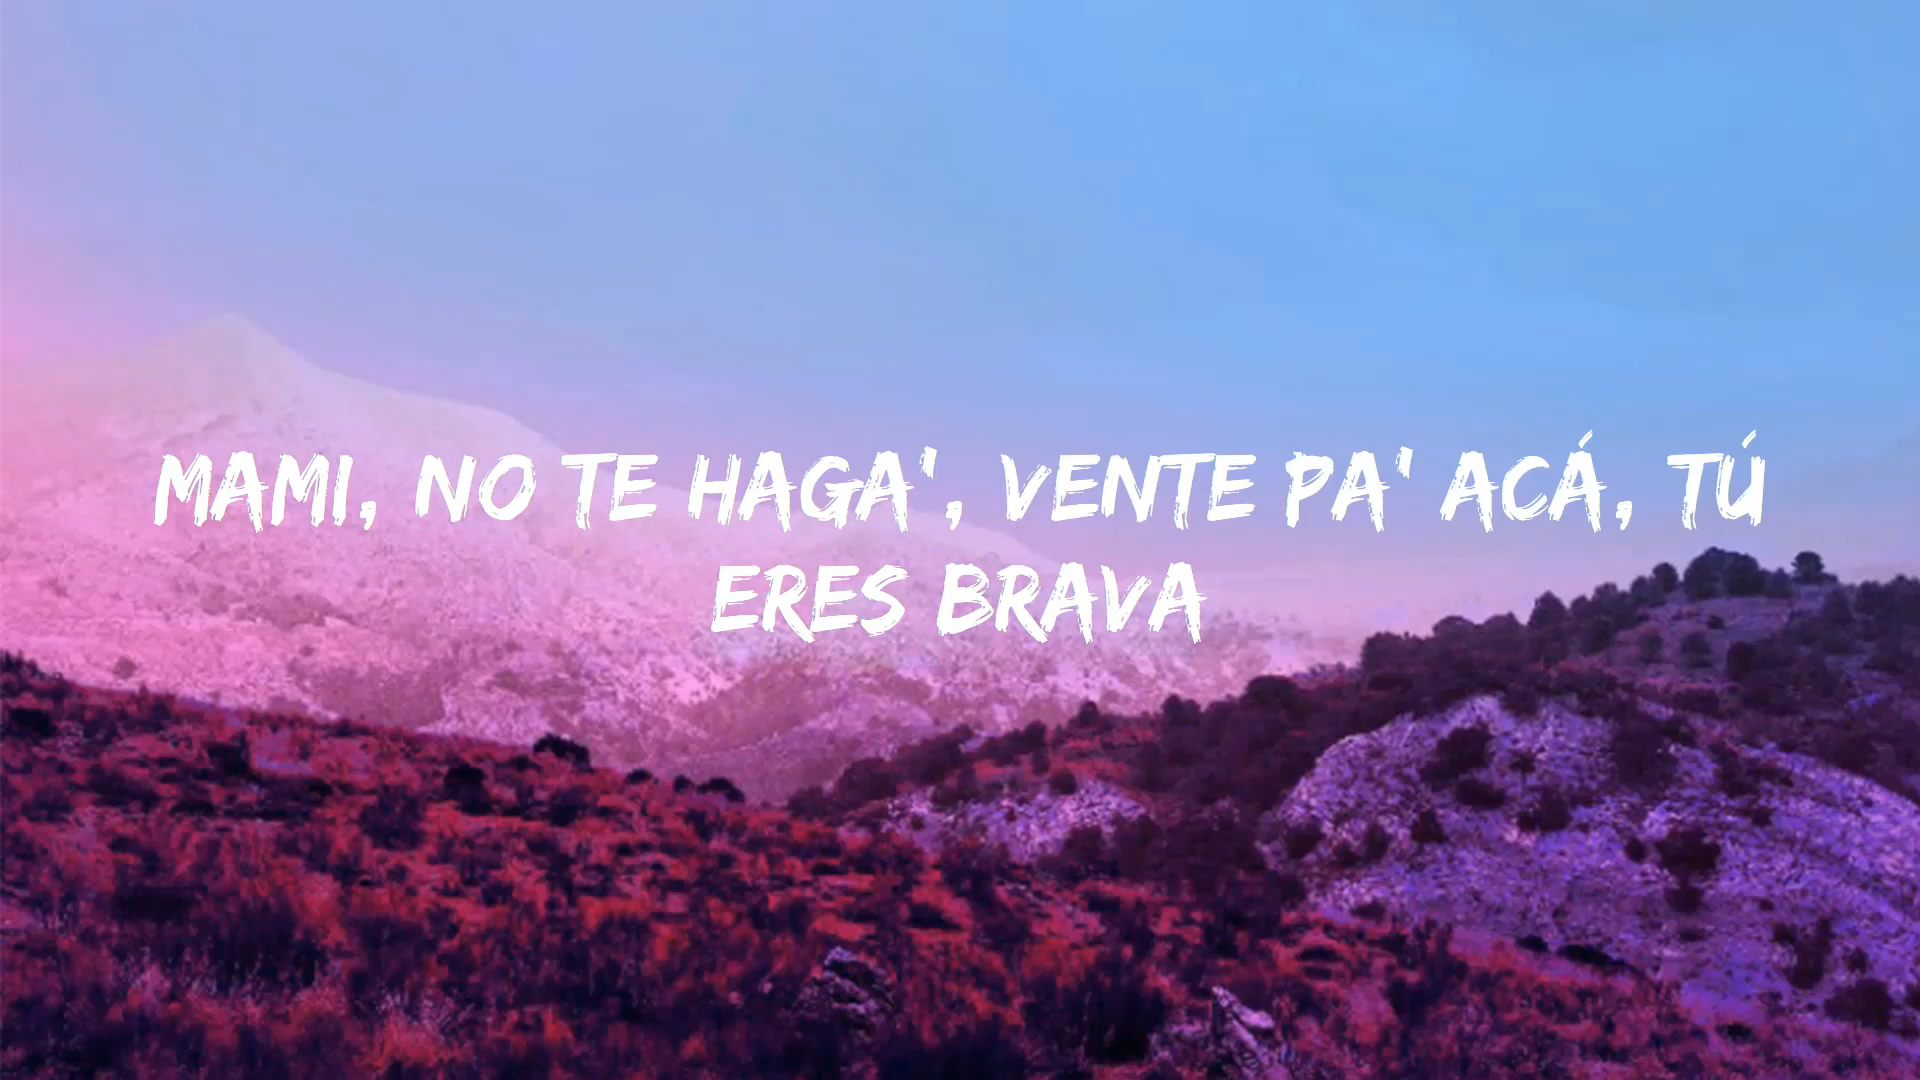 MAMI, NO TE HAGA', VENTE PA' ACÁ, TÚ
ERES BRAVA